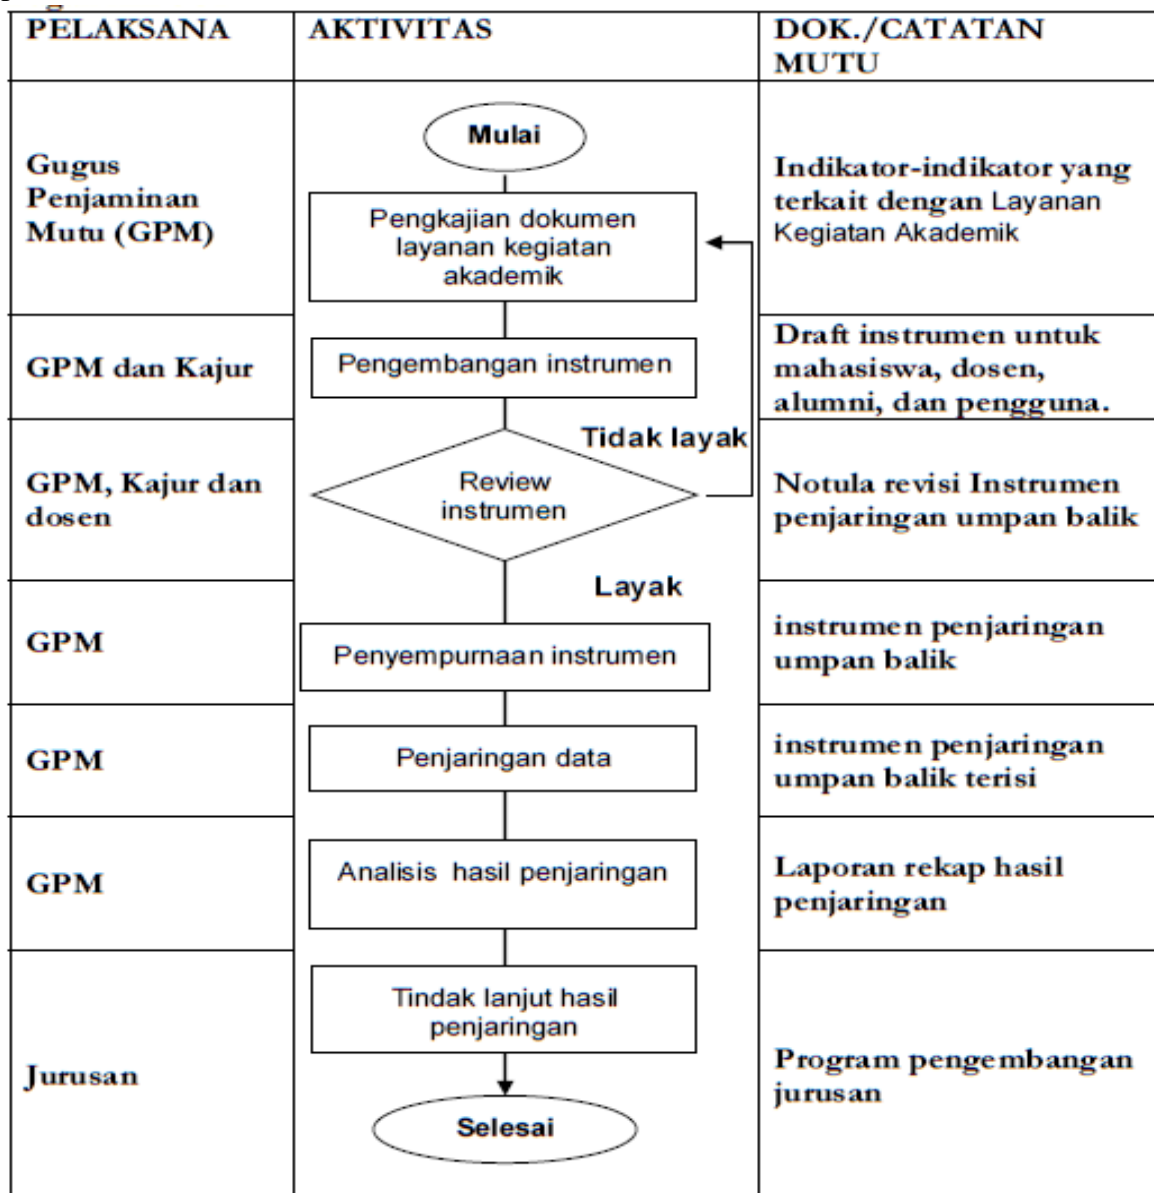 PELAKSANA
AKTIVITAS
DOK./CATATAN
MUTU
Gugus
Penjaminan
Mutu (GPM)
Mulai
Pengkajian dokumen
layanan kegiatan
akademik
Indikator-indikator yang
terkait dengan Layanan
Kegiatan Akademik
GPM dan Kajur
Pengembangan instrumen
Draft instrumen untuk
mahasiswa, dosen,
alumni, dan pengguna.
GPM, Kajur dan
dosen
Tidak layak
Review
instrumen
Layak
Notula revisi Instrumen
penjaringan umpan balik
GPM
Penyempurnaan instrumen
instrumen penjaringan
umpan balik
GPM
Penjaringan data
instrumen penjaringan
umpan balik terisi
GPM
Analisis hasil penjaringan
Laporan rekap hasil
penjaringan
Jurusan
Tindak lanjut hasil
penjaringan
Selesai
Program pengembangan
jurusan